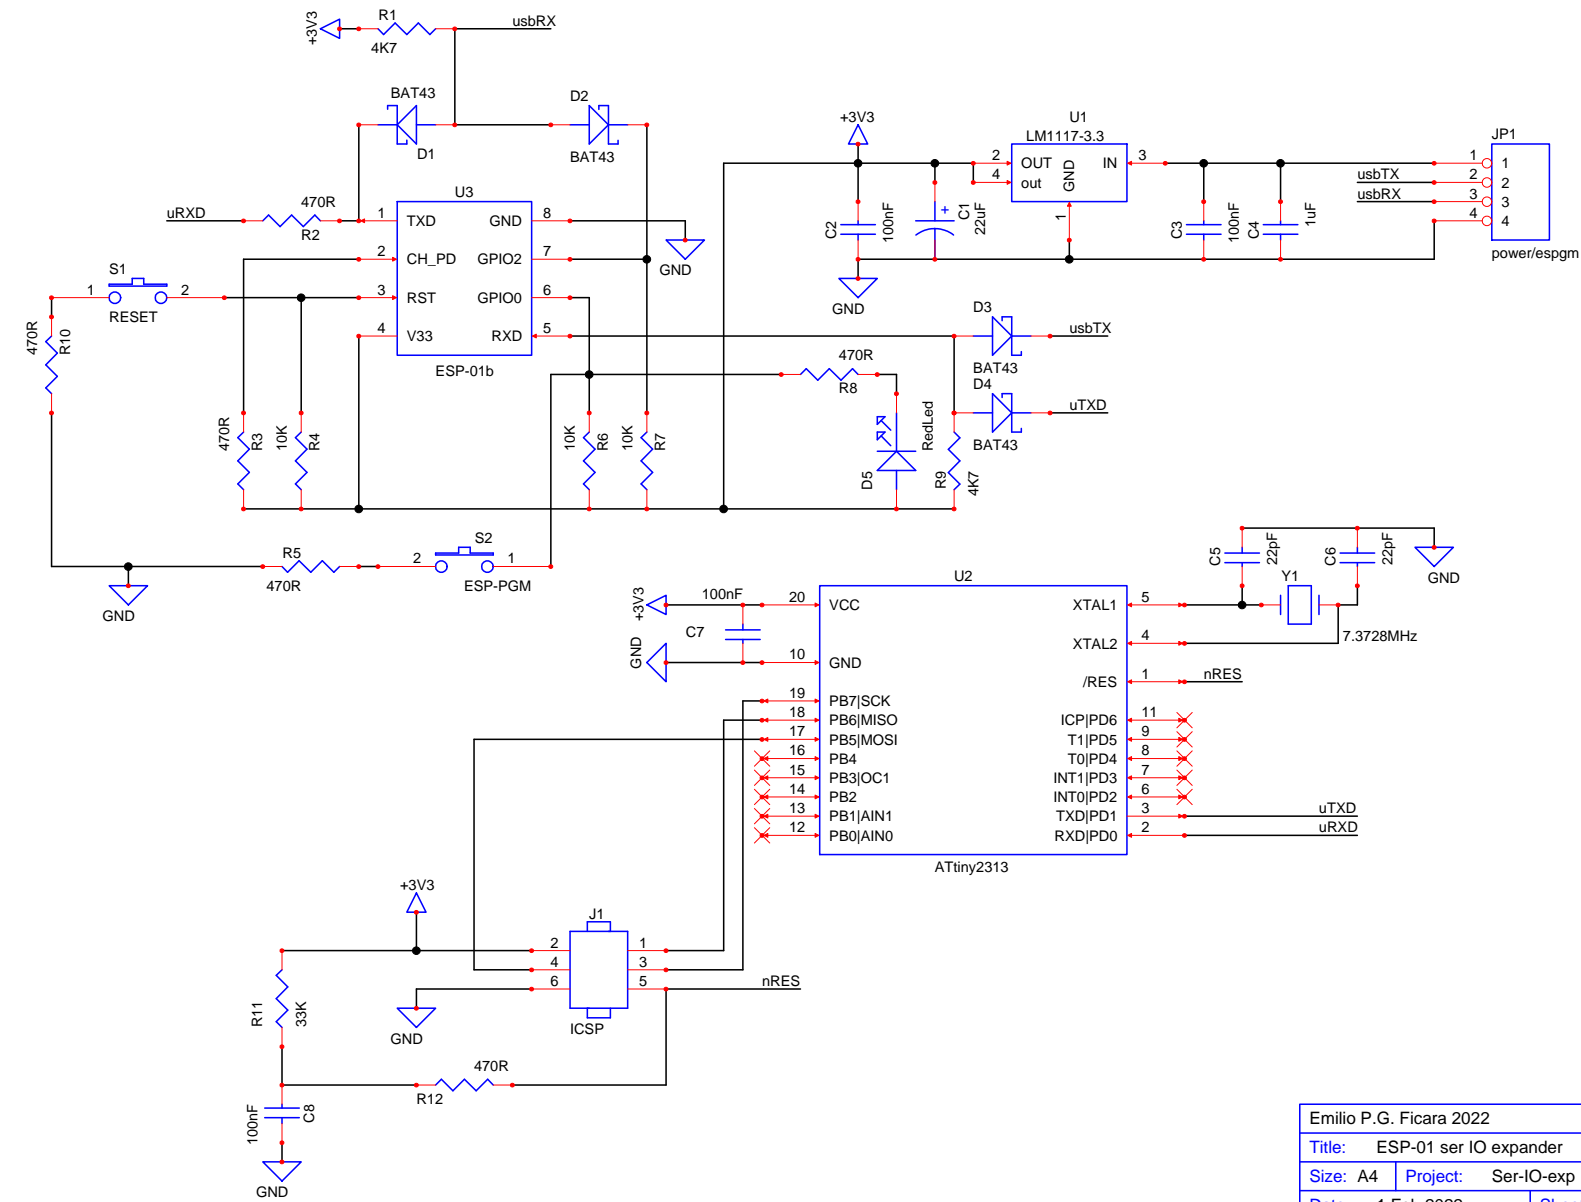 +3V3
R1
4K7
usbRX
BAT43
D1
D2
BAT43
U3
uRXD
470R
R2
1 TXD
GND 8
2 CH_PD
GPIO2 7
3 RST
GPIO0 6
4 V33
RXD 5
ESP-01b
GND
S1
1 2
RESET
470R
R10
470R
R3
10K
R4
10K
R6
10K
R7
GND
R5
470R
2 S2 1
ESP-PGM
+3V3
U1
LM1117-3.3
2 OUT
GND
IN 3
4 out
1
C2
100nF
+
C1
22uF
C3
100nF
C4
1uF
GND
JP1
1 1
usbTX 2 2
usbRX 3 3
4 4
power/espgm
D3
usbTX
BAT43
D4
uTXD
BAT43
470R
R8
RedLed
D5
R9
4K7
C5
22pF
C6
22pF
GND
Y1
7.3728MHz
U2
+3V3
100nF
C7
GND
20 VCC
10 GND
19 PB7|SCK
18 PB6|MISO
17 PB5|MOSI
16 PB4
15 PB3|OC1
14 PB2
13 PB1|AIN1
12 PB0|AIN0
XTAL1 5
XTAL2 4
/RES 1 nRES
ICP|PD6 11
T1|PD5 9
T0|PD4 8
INT1|PD3 7
INT0|PD2 6
TXD|PD1 3 uTXD
RXD|PD0 2 uRXD
ATtiny2313
+3V3
J1
2 1
4 3
6 5
nRES
ICSP
GND
R11
33K
470R
R12
100nF
C8
GND
Emilio P.G. Ficara 2022
Title: ESP-01 ser IO expander
Size: A4 Project: Ser-IO-exp